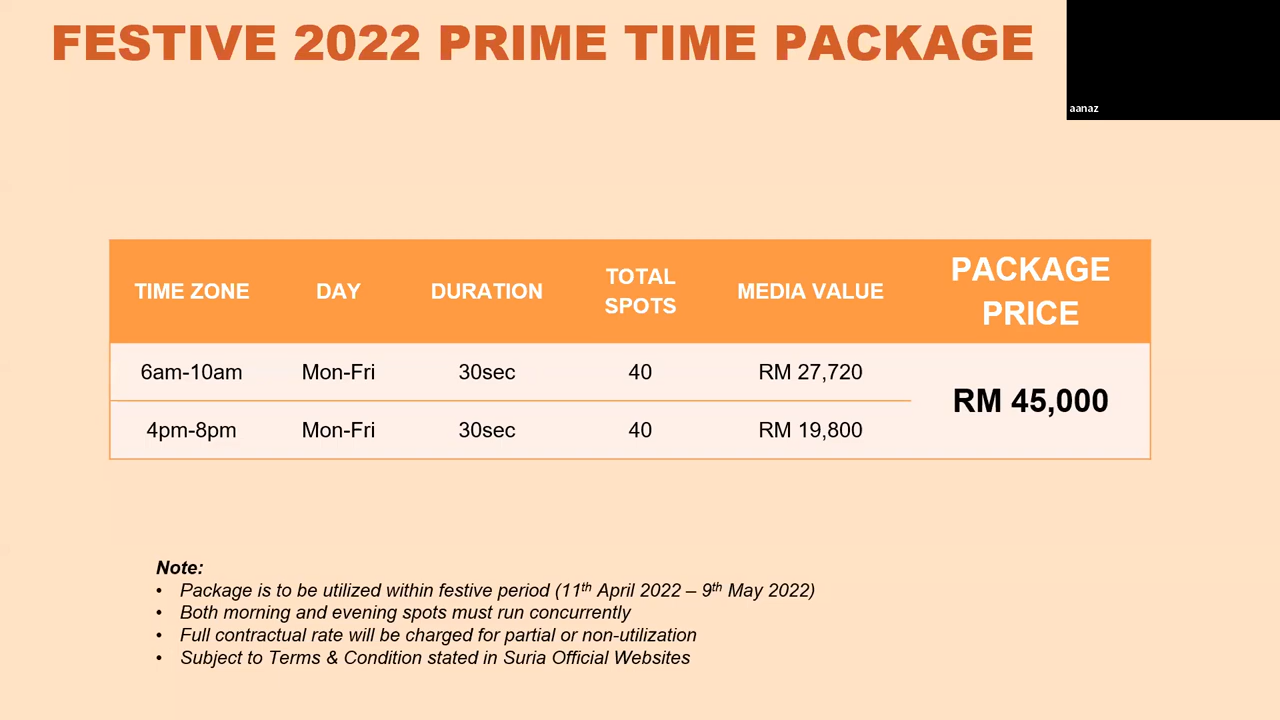 FESTIVE 2022 PRIME TIME PACKAGE
aanaz
TIME ZONE DAY DURATION TOTAL SPOTS MEDIA VALUE PACKAGE PRICE
6am-10am Mon-Fri 30sec 40 RM 27,720 RM 45,000
4pm-8pm Mon-Fri 30sec 40 RM 19,800
Note:
• Package is to be utilized within festive period (11th April 2022 – 9th May 2022)
• Both morning and evening spots must run concurrently
• Full contractual rate will be charged for partial or non-utilization
• Subject to Terms & Condition stated in Suria Official Websites